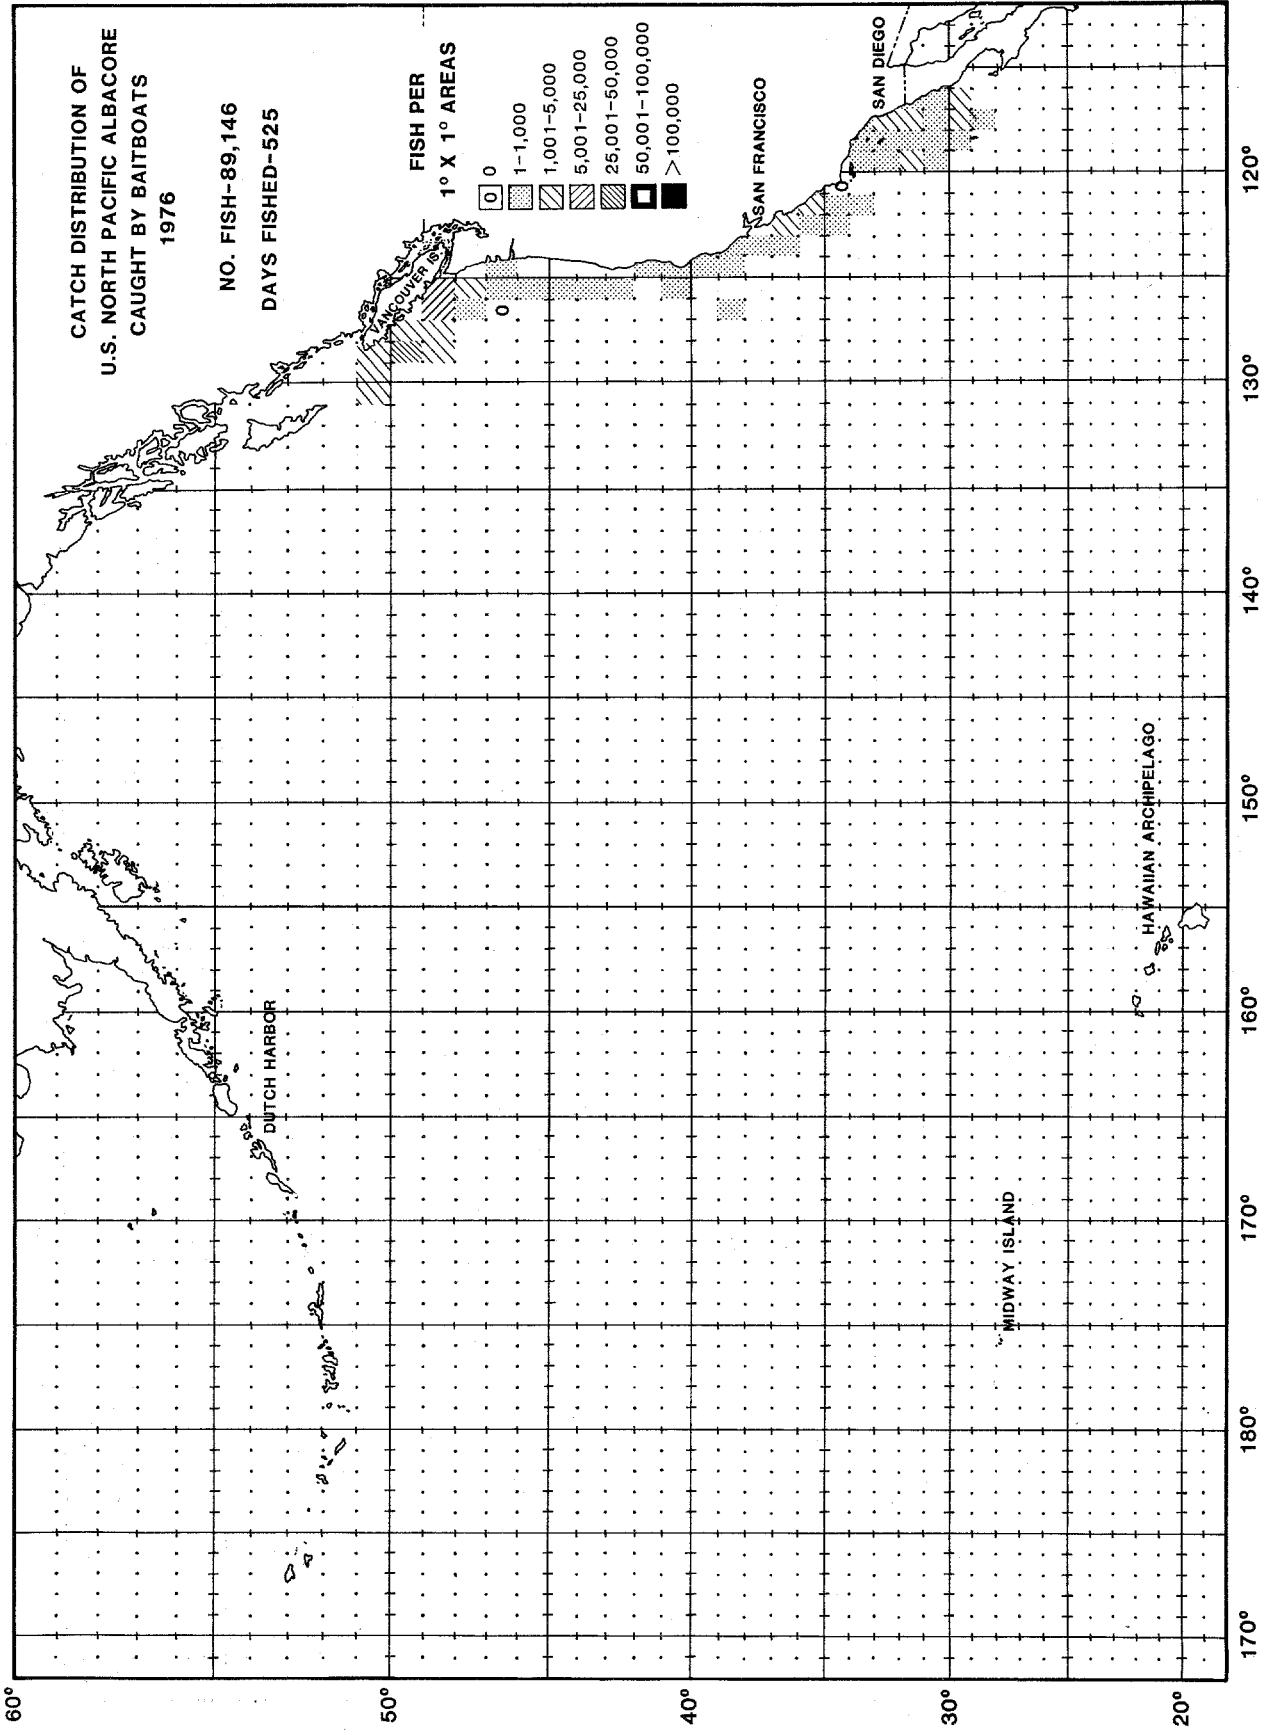 CATCH DISTRIBUTION OF
U.S. NORTH PACIFIC ALBACORE
CAUGHT BY BAITBOATS
1976
NO. FISH-89,146
DAYS FISHED-525
FISH PER
1° X 1° AREAS
0 0
1-1,000
1,001-5,000
5,001-25,000
25,001-50,000
50,001-100,000
>100,000
VANCOUVER IS.
SAN FRANCISCO
SAN DIEGO
0
0
DUTCH HARBOR
MIDWAY ISLAND
HAWAIIAN ARCHIPELAGO
60°
50°
40°
30°
20°
170°
180°
170°
160°
150°
140°
130°
120°